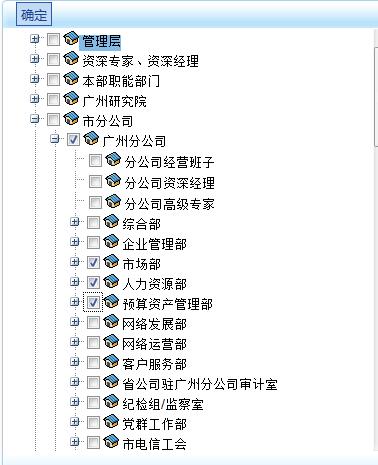 确定
管理层
资深专家、资深经理
本部职能部门
广州研究院
市分公司
广州分公司
分公司经营班子
分公司资深经理
分公司高级专家
综合部
企业管理部
市场部
人力资源部
预算资产管理部
网络发展部
网络运营部
客户服务部
省公司驻广州分公司审计室
纪检组/监察室
党群工作部
市电信工会